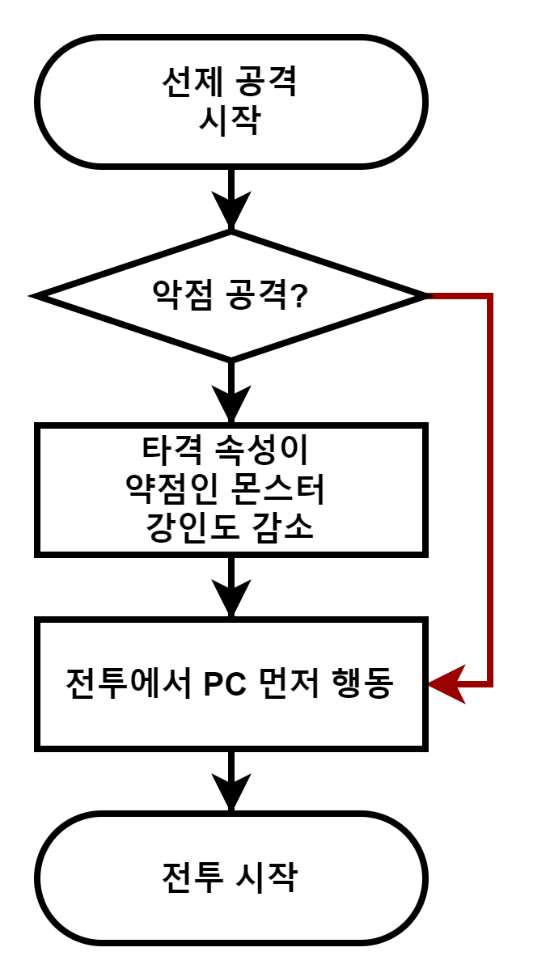 선제 공격
시작
악점 공격?
타격 속성이
약점인 몬스터
강인도 감소
전투에서 PC 먼저 행동
전투 시작